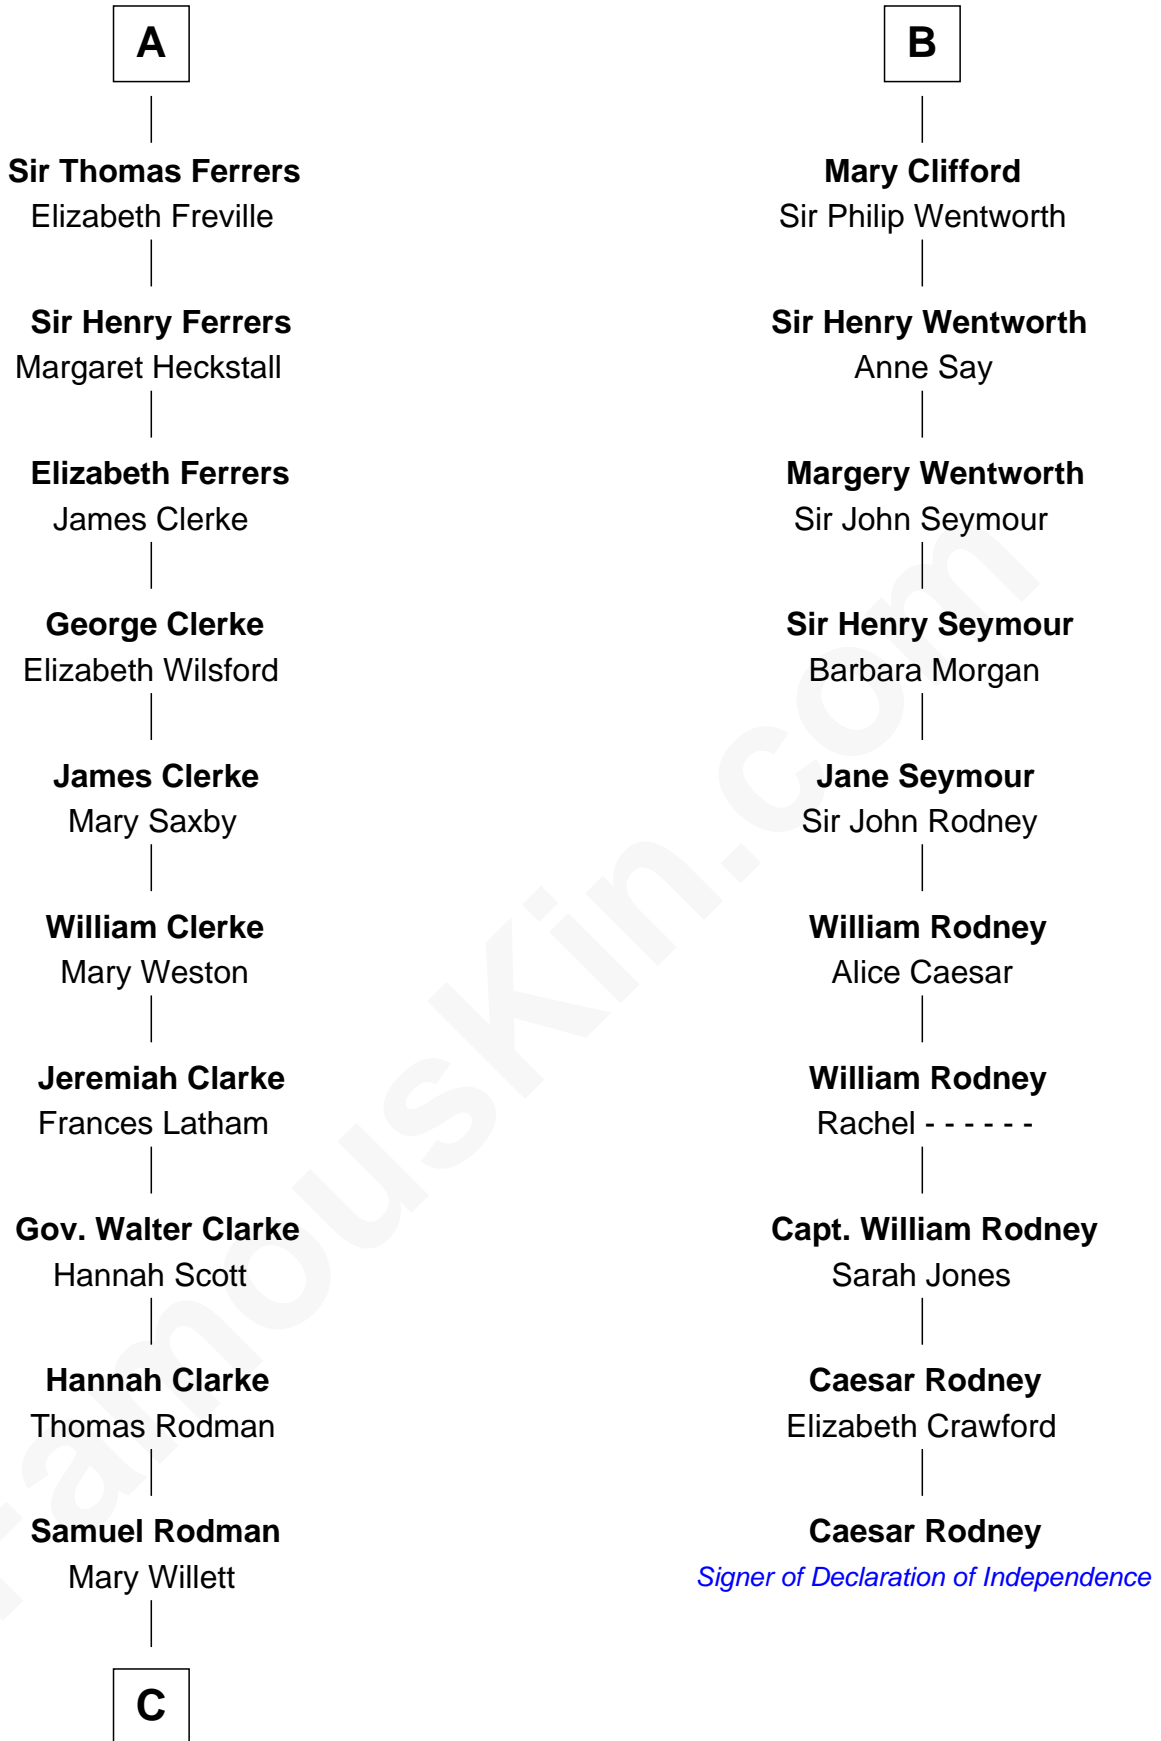 A
Sir Thomas Ferrers
Elizabeth Freville
Sir Henry Ferrers
Margaret Heckstall
Elizabeth Ferrers
James Clerke
George Clerke
Elizabeth Wilsford
James Clerke
Mary Saxby
William Clerke
Mary Weston
Jeremiah Clarke
Frances Latham
Gov. Walter Clarke
Hannah Scott
Hannah Clarke
Thomas Rodman
Samuel Rodman
Mary Willett
C
B
Mary Clifford
Sir Philip Wentworth
Sir Henry Wentworth
Anne Say
Margery Wentworth
Sir John Seymour
Sir Henry Seymour
Barbara Morgan
Jane Seymour
Sir John Rodney
William Rodney
Alice Caesar
William Rodney
Rachel - - - - - -
Capt. William Rodney
Sarah Jones
Caesar Rodney
Elizabeth Crawford
Caesar Rodney
Signer of Declaration of Independence
FamousKin.com